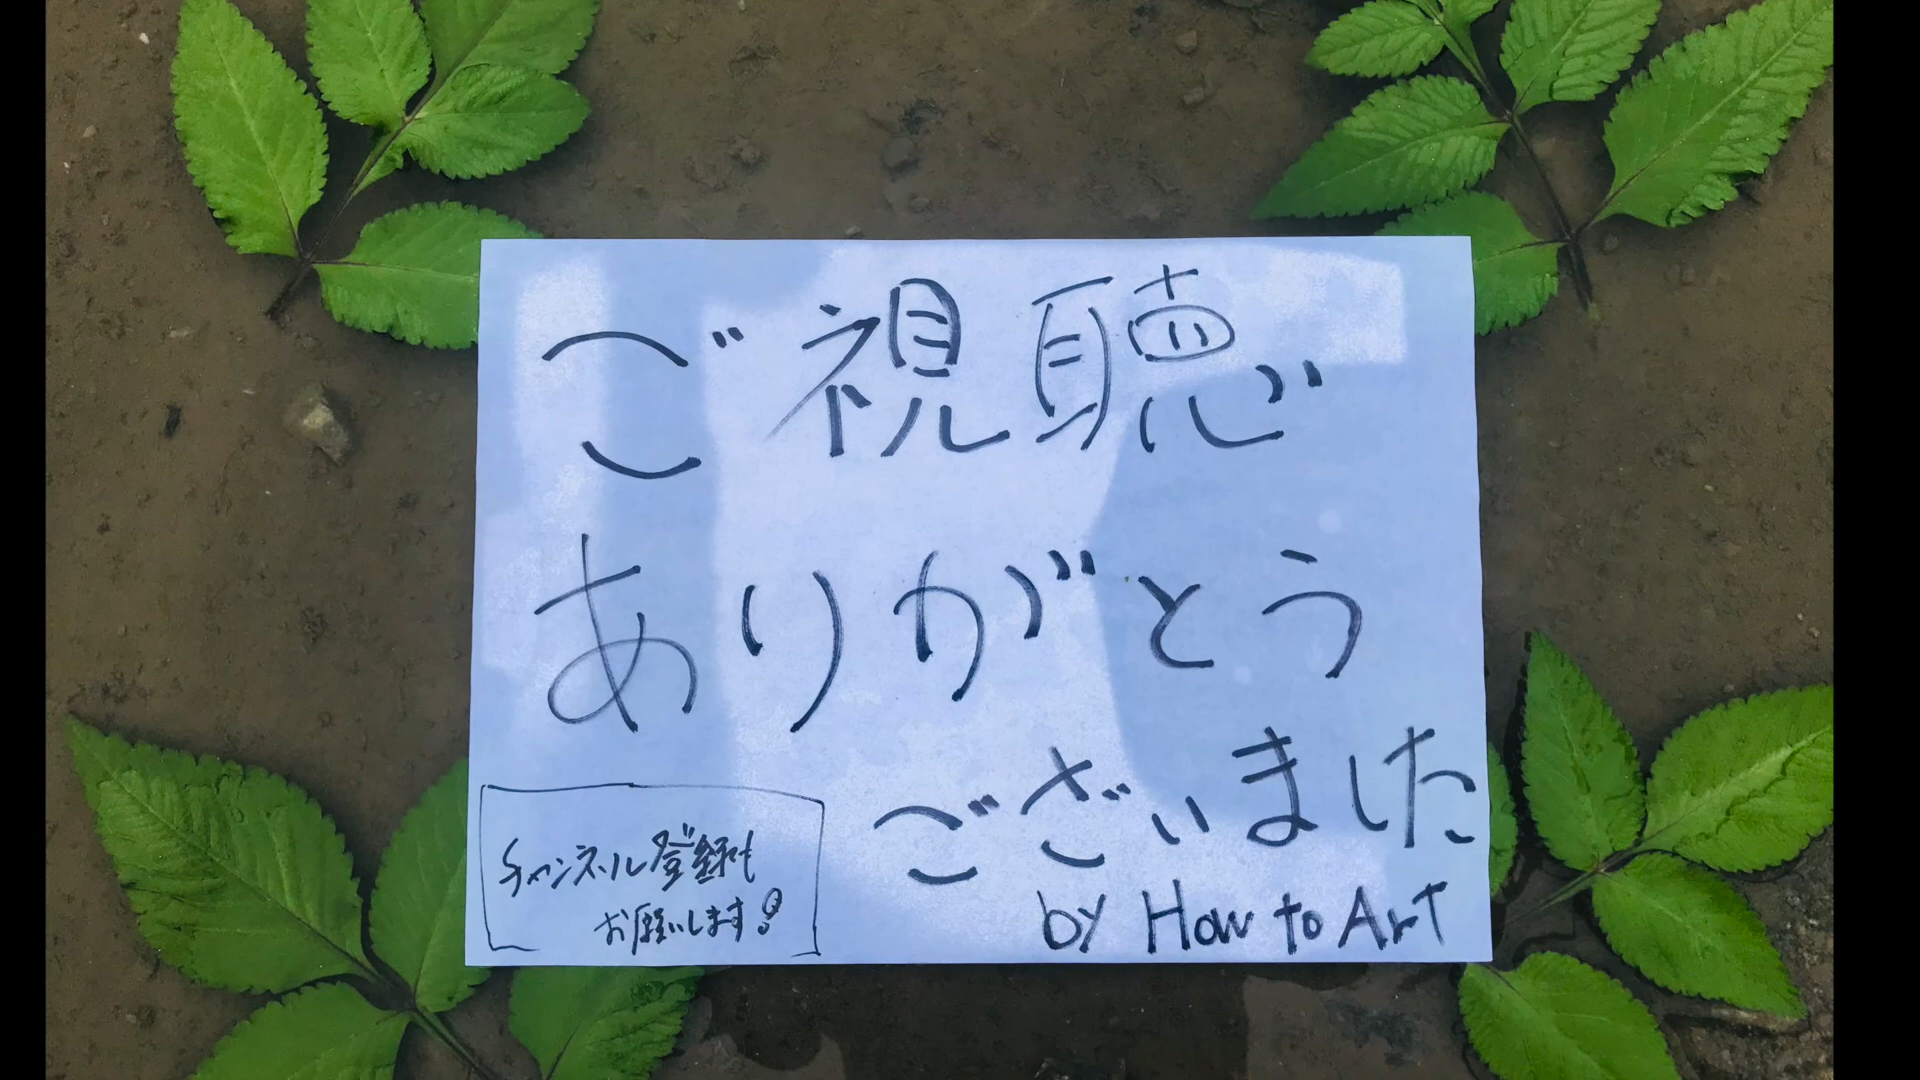 ご視聴
ありがとう
ございました
by How to Art
チャンネル登録も
お願いします!